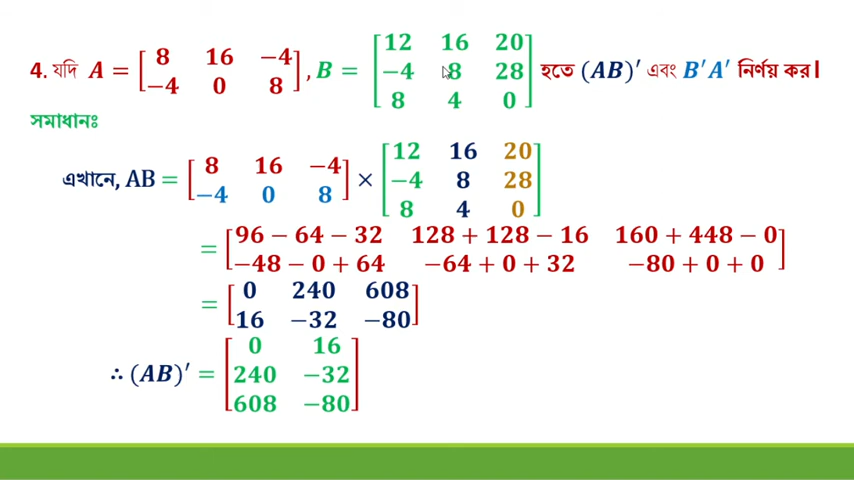 4. যদি A = [8 16 −4; −4 0 8], B = [12 16 20; −4 8 28; 8 4 0] হতে (AB)′ এবং B′A′ নির্ণয় কর।
সমাধানঃ
এখানে, AB = [8 16 −4; −4 0 8] × [12 16 20; −4 8 28; 8 4 0]
= [96 − 64 − 32 128 + 128 − 16 160 + 448 − 0; −48 − 0 + 64 −64 + 0 + 32 −80 + 0 + 0]
= [0 240 608; 16 −32 −80]
∴ (AB)′ = [0 16; 240 −32; 608 −80]